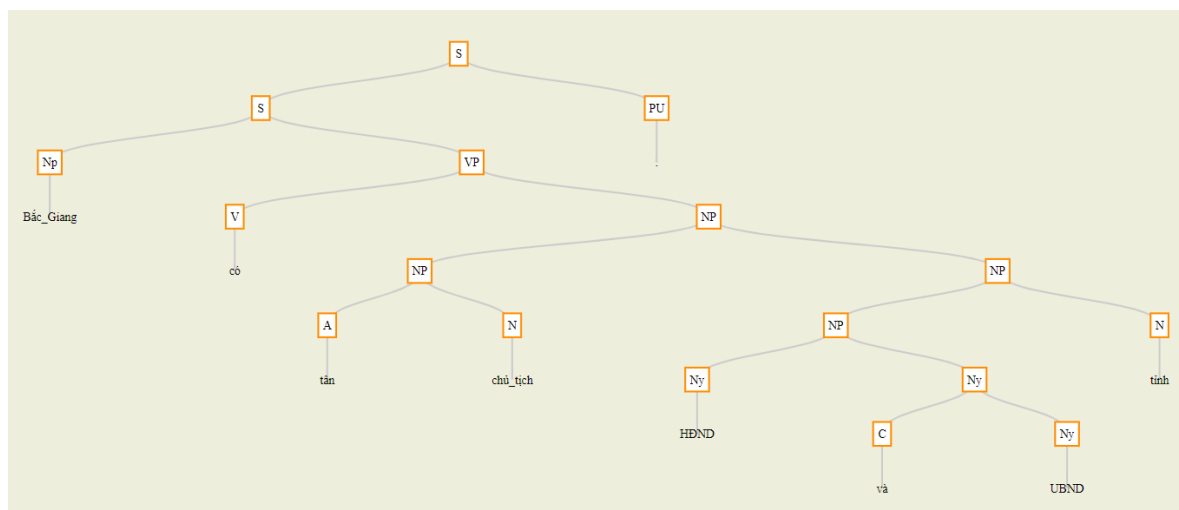 S
S PU
Np VP .
Bắc_Giang V NP
có NP NP
A N NP N
tân chủ_tịch Ny Ny tỉnh
HĐND C Ny
và UBND